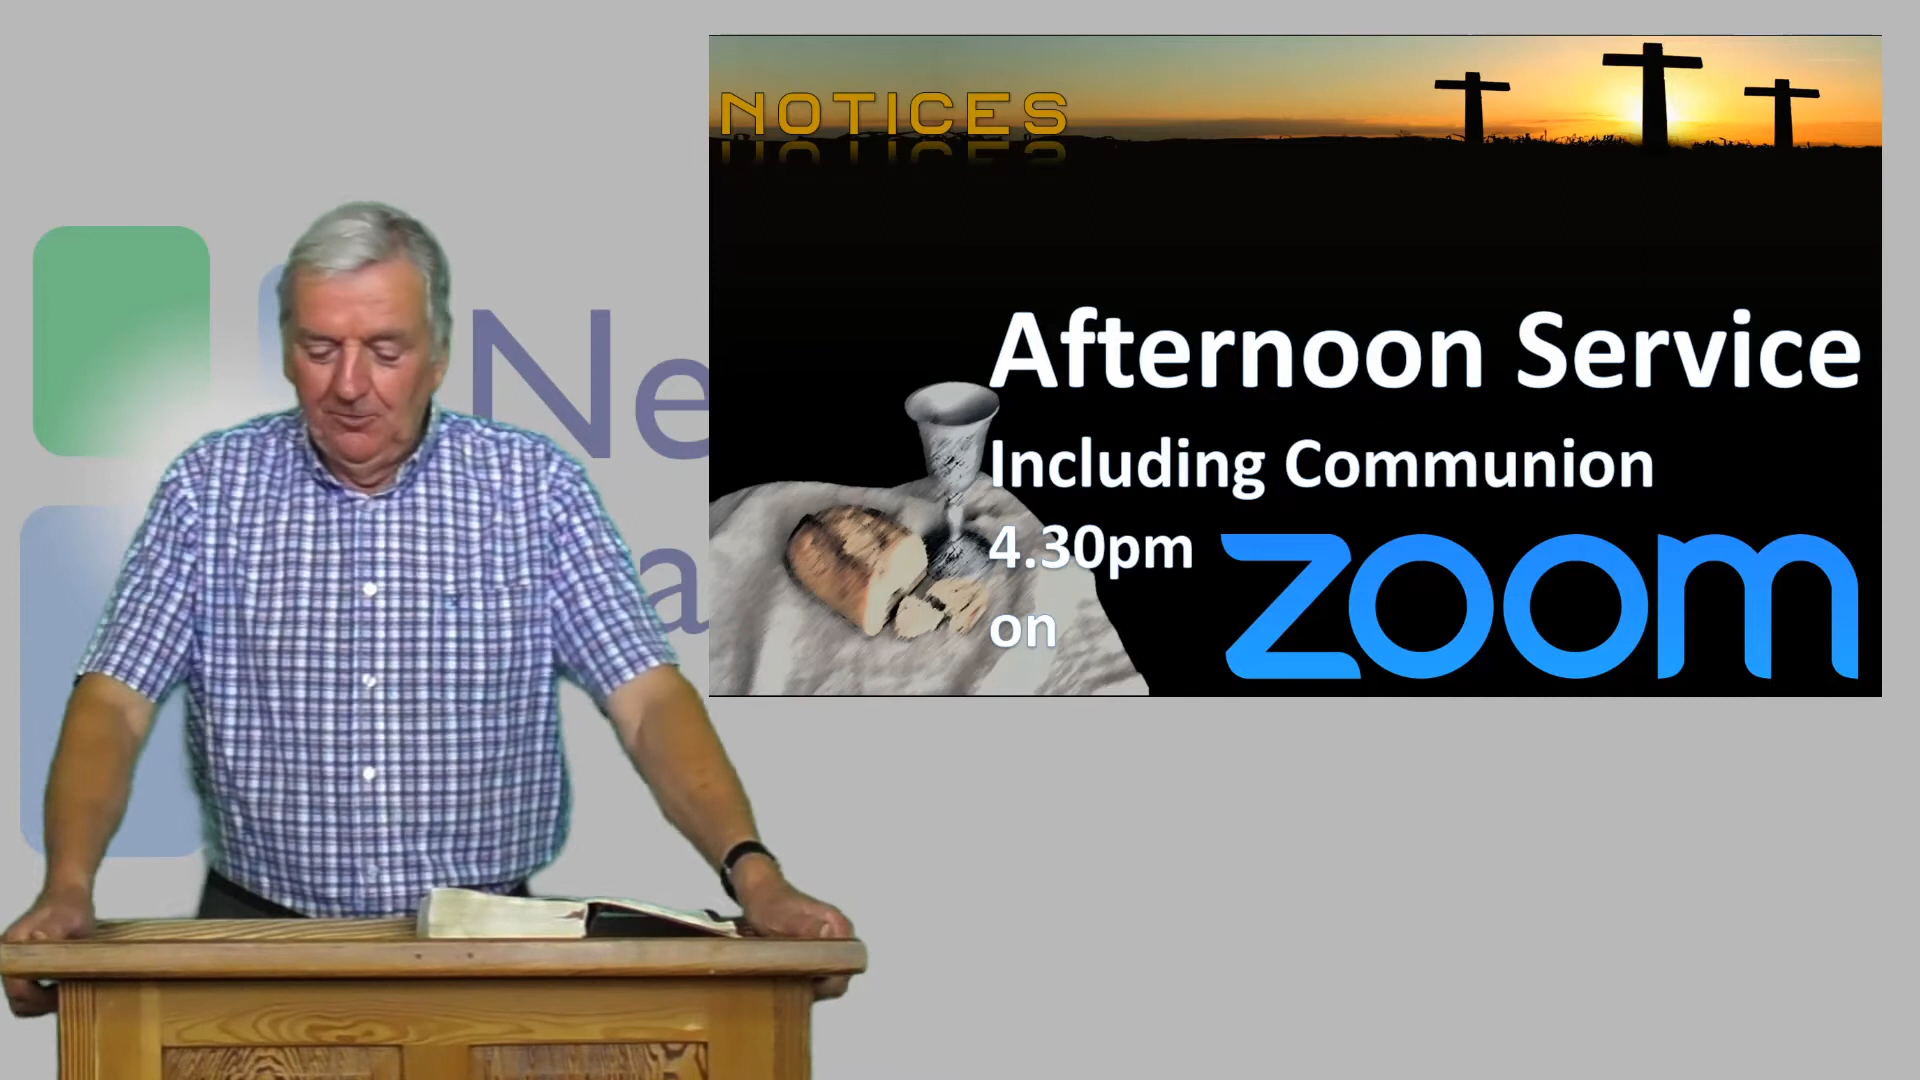 NOTICES
Afternoon Service
Including Communion
4.30pm
on
zoom